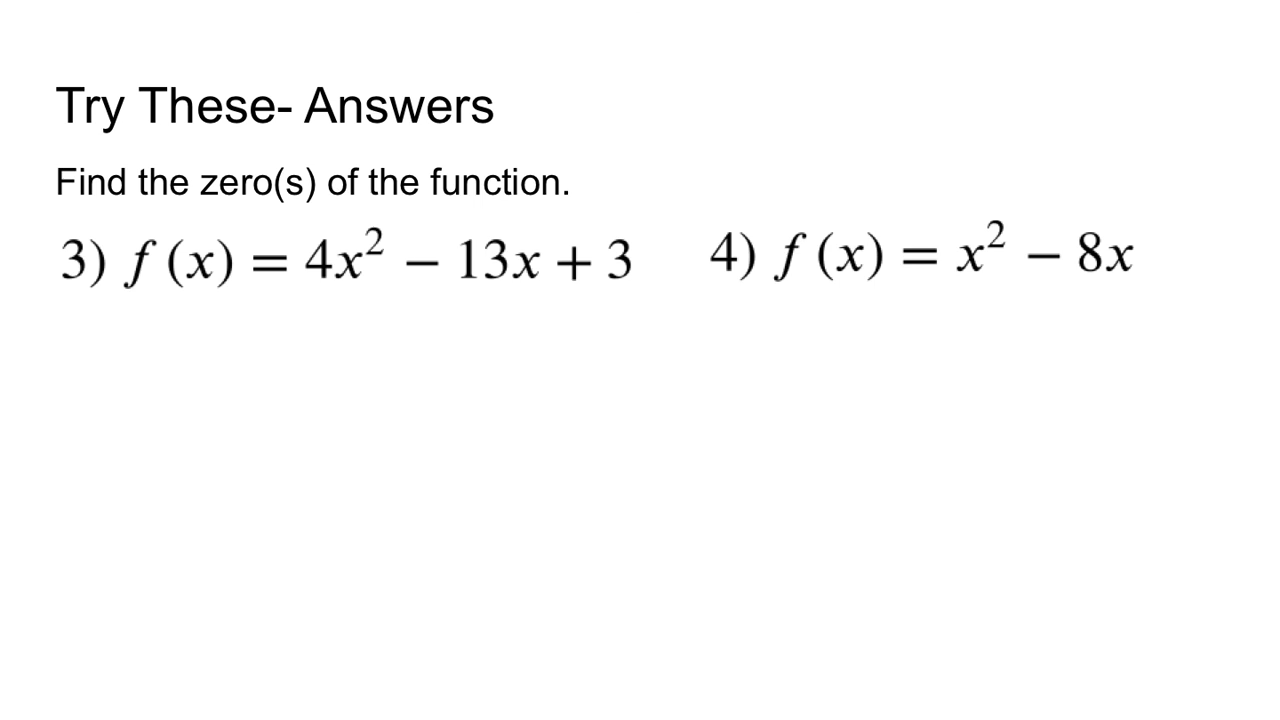 Try These- Answers
Find the zero(s) of the function.
3) f (x) = 4x² − 13x + 3
4) f (x) = x² − 8x